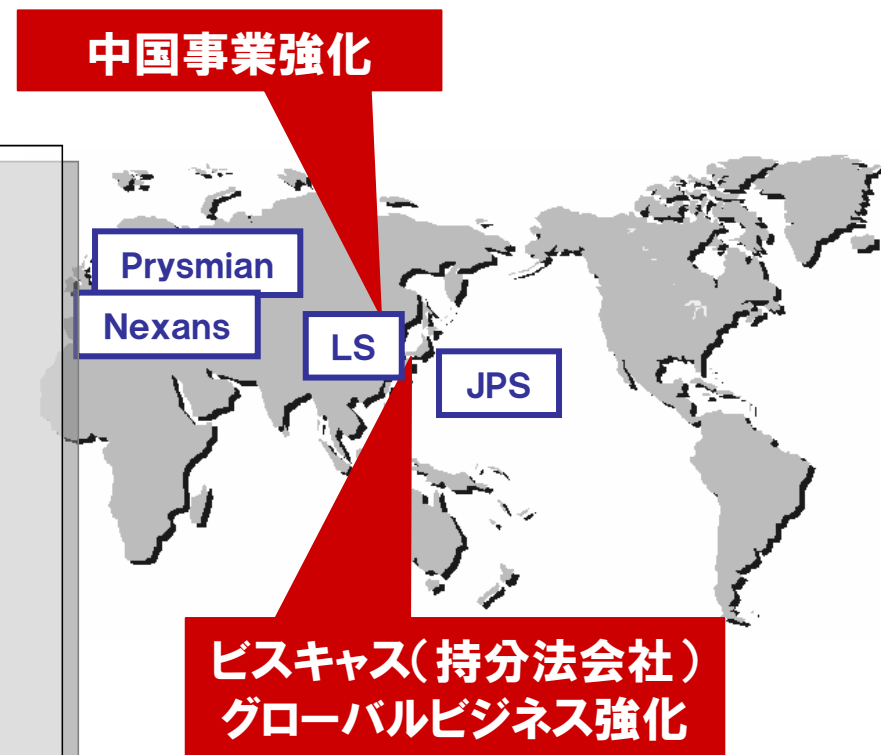 中国事業強化
Prysmian
Nexans
LS
JPS
ビスキャス(持分法会社)
グローバルビジネス強化